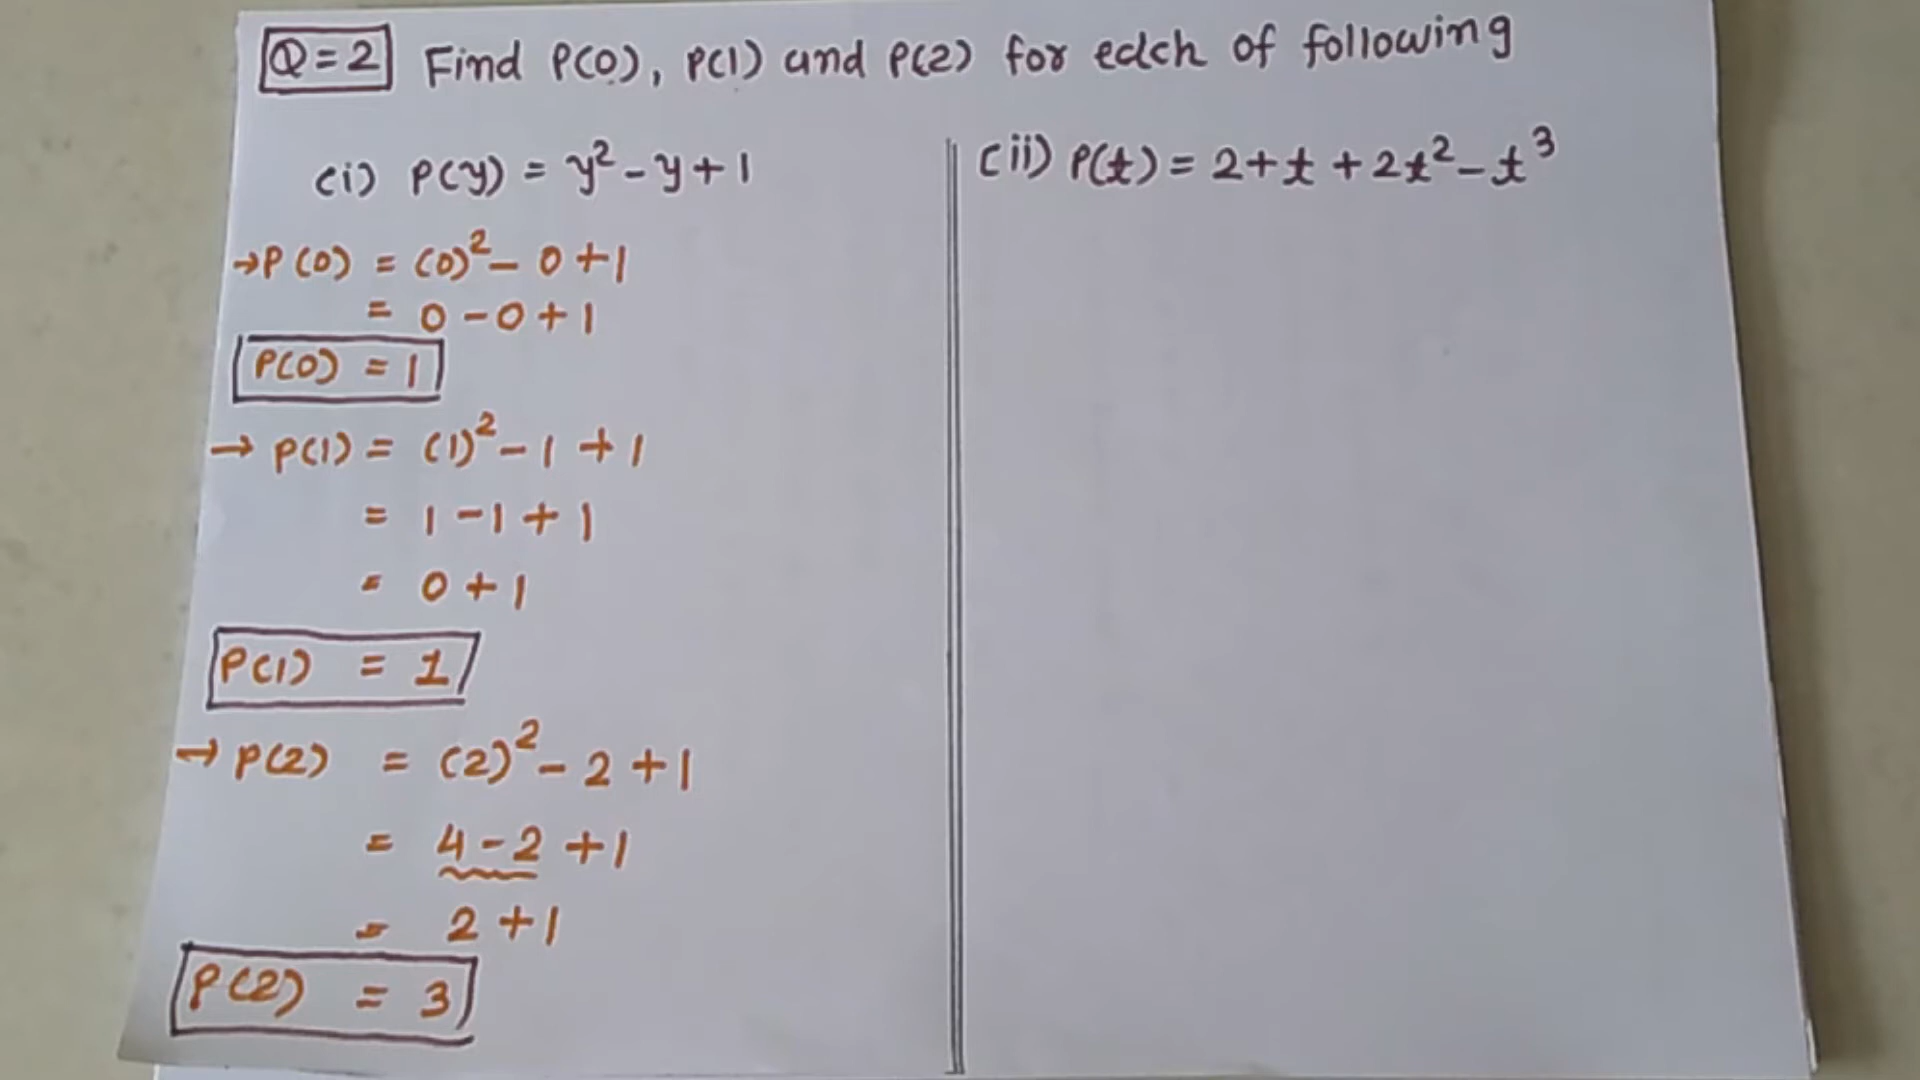 Q=2 Find P(0), P(1) and P(2) for edch of following
(i) P(y) = y² - y + 1
→P(0) = (0)² - 0 + 1
= 0 - 0 + 1
P(0) = 1
→ P(1) = (1)² - 1 + 1
= 1 - 1 + 1
= 0 + 1
P(1) = 1
→ P(2) = (2)² - 2 + 1
= 4 - 2 + 1
= 2 + 1
P(2) = 3
(ii) P(t) = 2 + t + 2t² - t³